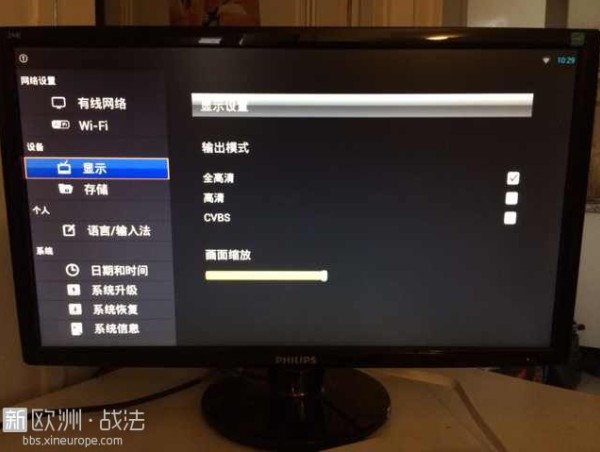 10:29
网络设置
有线网络
Wi-Fi
设备
显示
存储
个人
语言/输入法
系统
日期和时间
系统升级
系统恢复
系统信息
显示设置
输出模式
全高清
高清
CVBS
画面缩放
PHILIPS
新欧洲·战法
bbs.xineurope.com